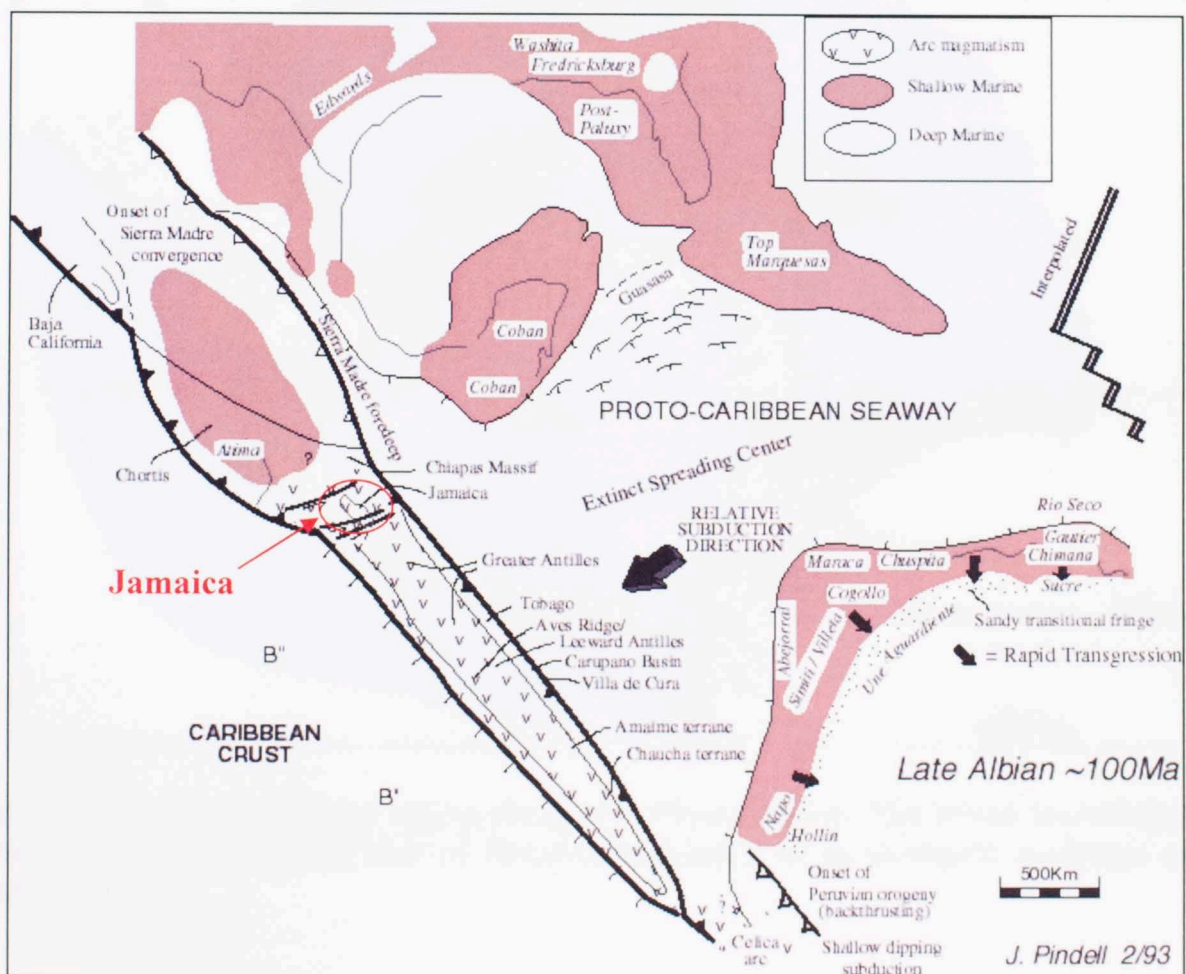 Arc magmatism
Shallow Marine
Deep Marine
Washita
Fredricksburg
Edwards
Post-
Paluxy
Top
Marquesas
Interpolated
Onset of
Sierra Madre
convergence
Guasasa
Baja
California
Sierra Madre foredeep
Coban
Coban
PROTO-CARIBBEAN SEAWAY
Atima
?
Chortis
Chiapas Massif
Jamaica
Extinct Spreading Center
RELATIVE
SUBDUCTION
DIRECTION
Rio Seco
Gautier
Chimana
Maraca
Chuspita
Jamaica
Greater Antilles
Cogollo
Sucre
Tobago
Aves Ridge/
Leeward Antilles
Carupano Basin
Villa de Cura
Abejorral
Simiti / Villeta
Une Aguardiente
Sandy transitional fringe
= Rapid Transgression
B"
CARIBBEAN
CRUST
Amaime terrane
Chaucha terrane
Late Albian ~100Ma
B'
Napo
Hollin
Onset of
Peruvian orogeny
(backthrusting)
500Km
?
Celica
arc
Shallow dipping
subduction
J. Pindell 2/93